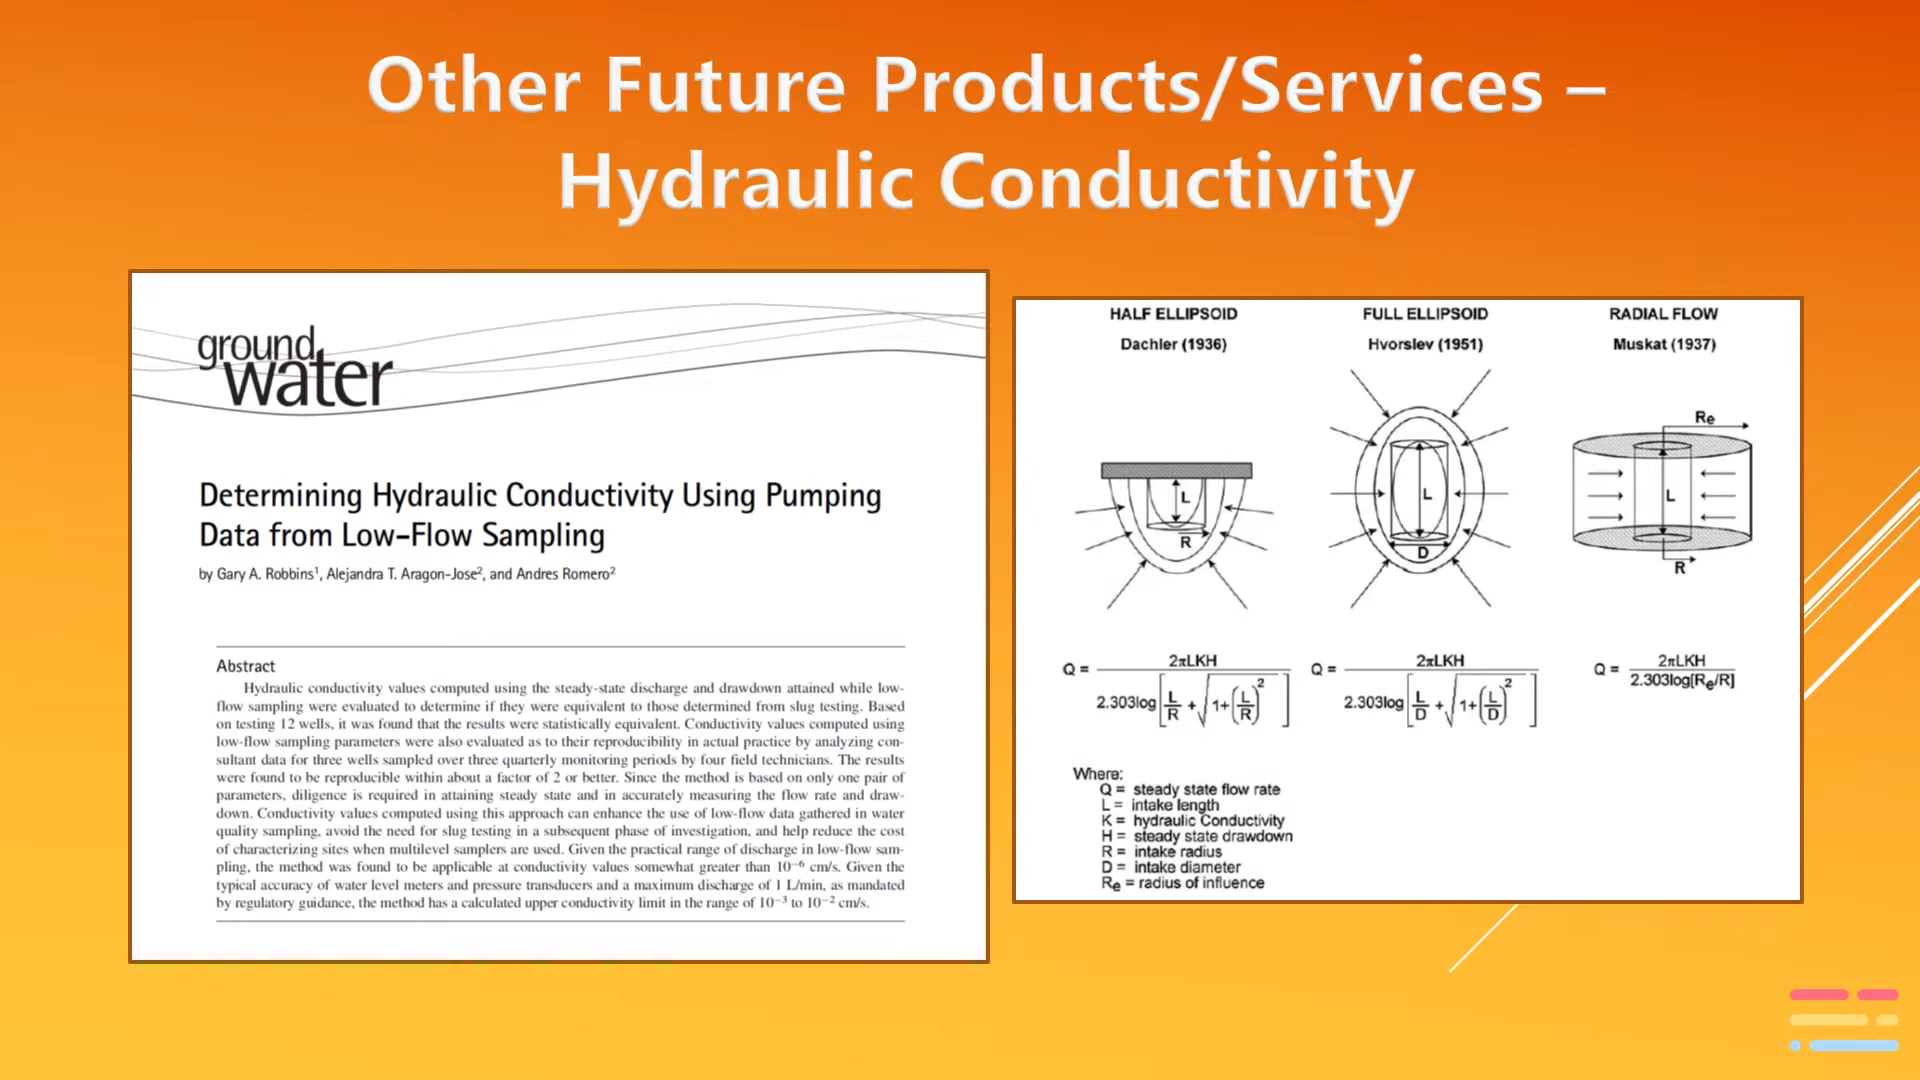 Other Future Products/Services –
Hydraulic Conductivity
ground
water
Determining Hydraulic Conductivity Using Pumping
Data from Low-Flow Sampling
by Gary A. Robbins¹, Alejandra T. Aragon-Jose², and Andres Romero²
Abstract
Hydraulic conductivity values computed using the steady-state discharge and drawdown attained while low-
flow sampling were evaluated to determine if they were equivalent to those determined from slug testing. Based
on testing 12 wells, it was found that the results were statistically equivalent. Conductivity values computed using
low-flow sampling parameters were also evaluated as to their reproducibility in actual practice by analyzing con-
sultant data for three wells sampled over three quarterly monitoring periods by four field technicians. The results
were found to be reproducible within about a factor of 2 or better. Since the method is based on only one pair of
parameters, diligence is required in attaining steady state and in accurately measuring the flow rate and draw-
down. Conductivity values computed using this approach can enhance the use of low-flow data gathered in water
quality sampling, avoid the need for slug testing in a subsequent phase of investigation, and help reduce the cost
of characterizing sites when multilevel samplers are used. Given the practical range of discharge in low-flow sam-
pling, the method was found to be applicable at conductivity values somewhat greater than 10⁻⁶ cm/s. Given the
typical accuracy of water level meters and pressure transducers and a maximum discharge of 1 L/min, as mandated
by regulatory guidance, the method has a calculated upper conductivity limit in the range of 10⁻³ to 10⁻² cm/s.
HALF ELLIPSOID
Dachler (1936)
L
R
Q = 2πLKH / 2.303log[L/R + √(1+(L/R)²)]
FULL ELLIPSOID
Hvorslev (1951)
L
D
Q = 2πLKH / 2.303log[L/D + √(1+(L/D)²)]
RADIAL FLOW
Muskat (1937)
Re
L
R
Q = 2πLKH / 2.303log[Re/R]
Where:
Q = steady state flow rate
L = intake length
K = hydraulic Conductivity
H = steady state drawdown
R = intake radius
D = intake diameter
Re = radius of influence